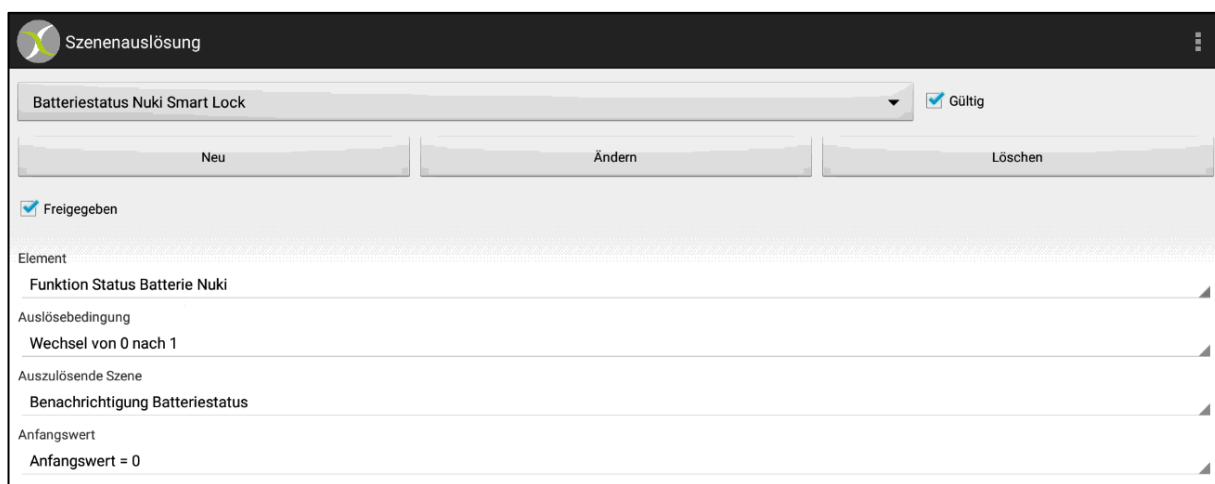 Szenenauslösung
Batteriestatus Nuki Smart Lock
Gültig
Neu
Ändern
Löschen
Freigegeben
Element
Funktion Status Batterie Nuki
Auslösebedingung
Wechsel von 0 nach 1
Auszulösende Szene
Benachrichtigung Batteriestatus
Anfangswert
Anfangswert = 0